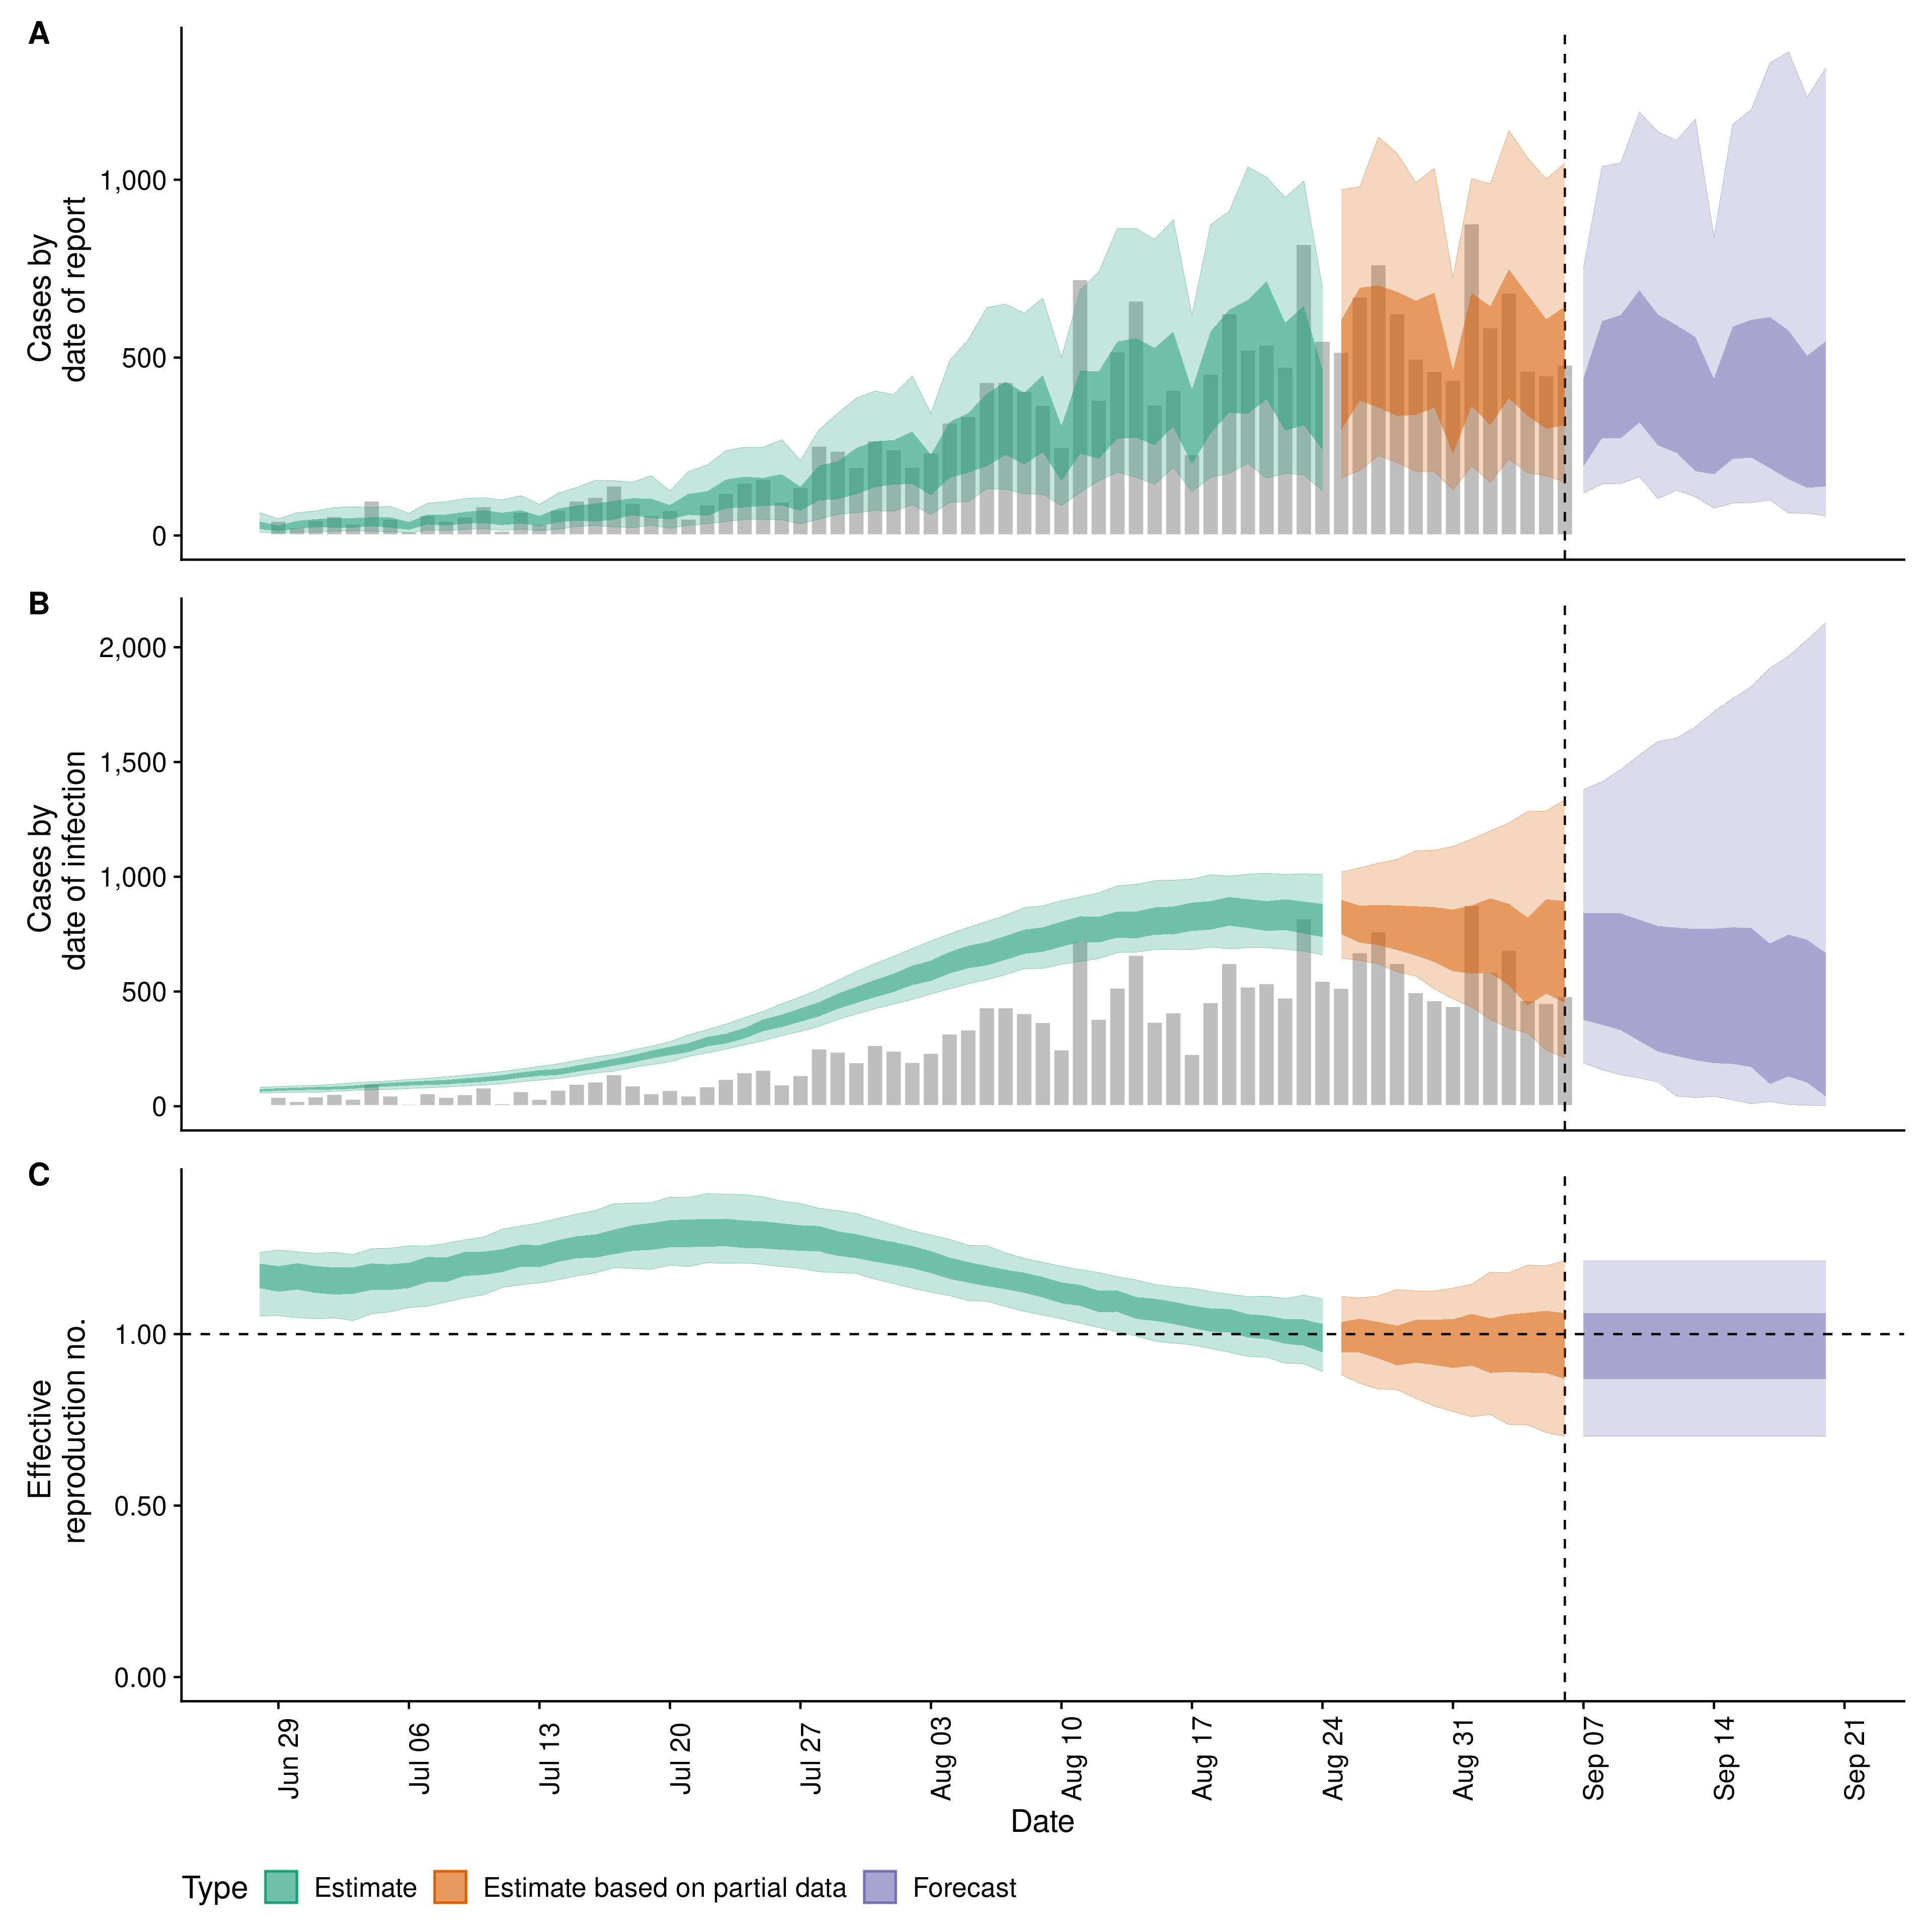 A
Cases by
date of report
1,000
500
0
B
Cases by
date of infection
2,000
1,500
1,000
500
0
C
Effective
reproduction no.
1.00
0.50
0.00
Jun 29
Jul 06
Jul 13
Jul 20
Jul 27
Aug 03
Aug 10
Aug 17
Aug 24
Aug 31
Sep 07
Sep 14
Sep 21
Date
Type Estimate Estimate based on partial data Forecast